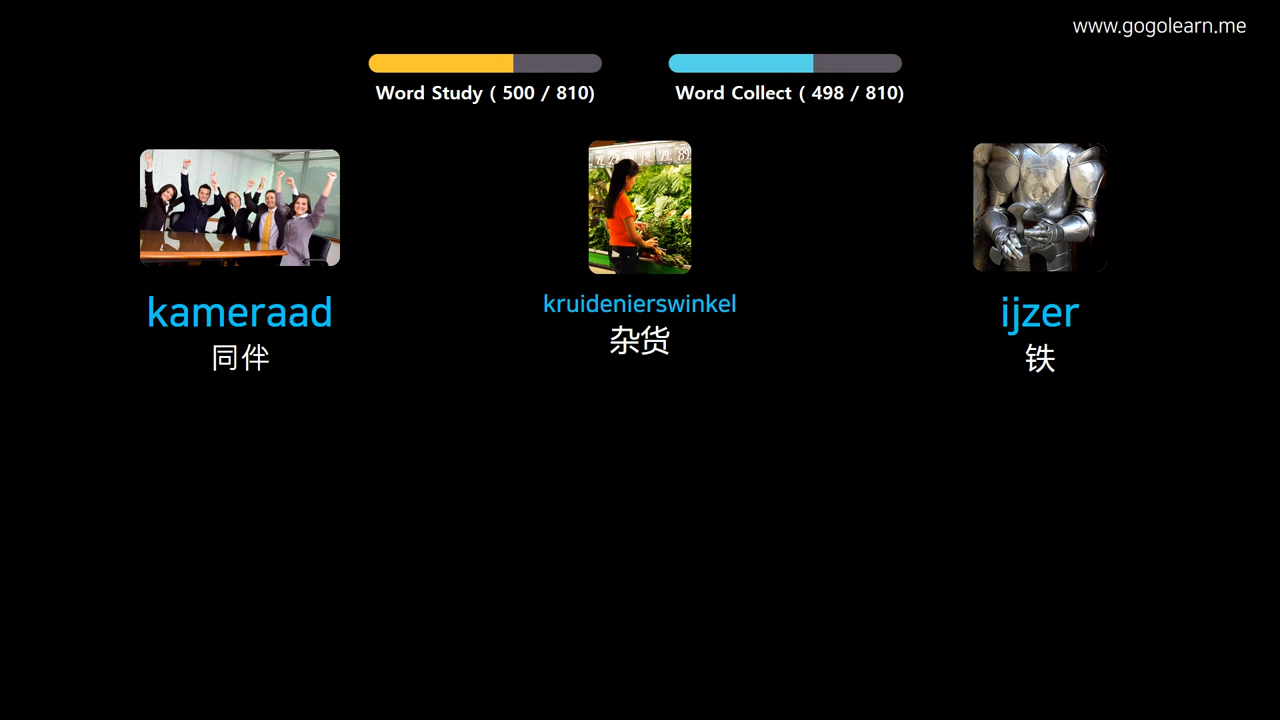 www.gogolearn.me
Word Study ( 500 / 810)
Word Collect ( 498 / 810)
kameraad
同伴
kruidenierswinkel
杂货
ijzer
铁